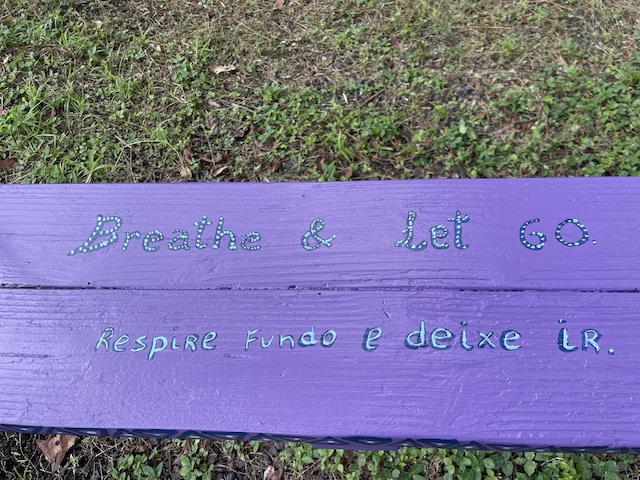 Breathe & Let GO.
Respire Fundo e deixe ir.